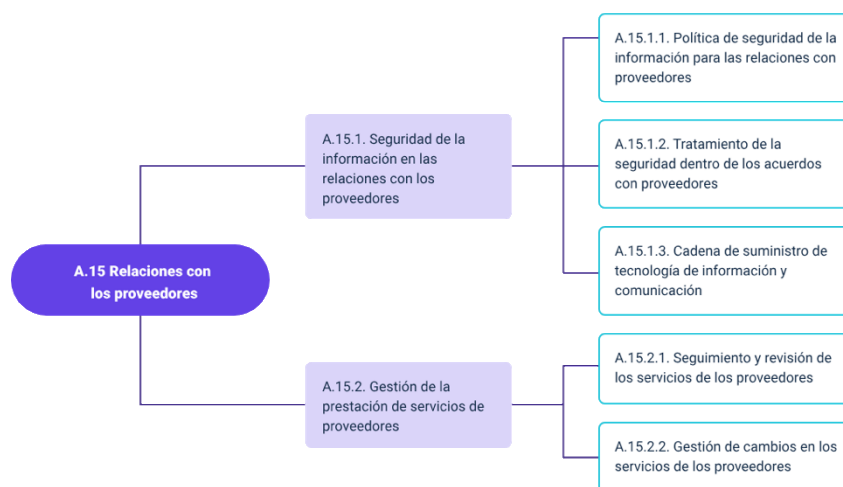 A.15 Relaciones con
los proveedores
A.15.1. Seguridad de la
información en las
relaciones con los
proveedores
A.15.1.1. Política de seguridad de la
información para las relaciones con
proveedores
A.15.1.2. Tratamiento de la
seguridad dentro de los acuerdos
con proveedores
A.15.1.3. Cadena de suministro de
tecnología de información y
comunicación
A.15.2. Gestión de la
prestación de servicios de
proveedores
A.15.2.1. Seguimiento y revisión de
los servicios de los proveedores
A.15.2.2. Gestión de cambios en los
servicios de los proveedores